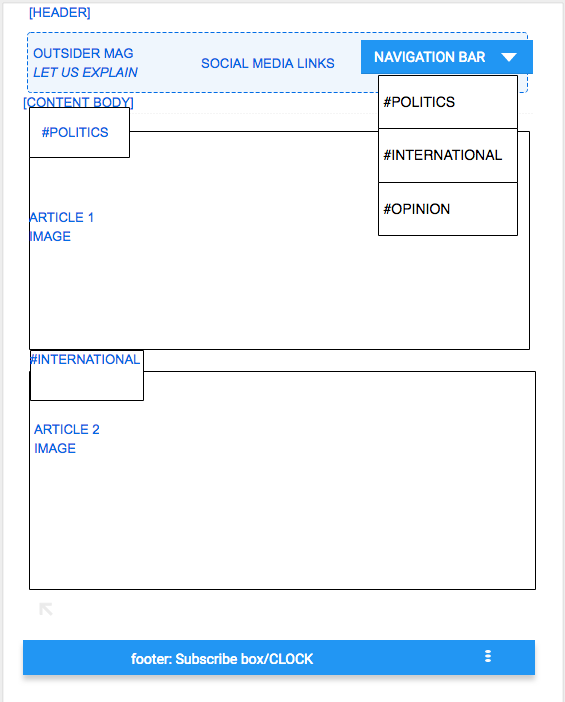 [HEADER]
OUTSIDER MAG
LET US EXPLAIN
SOCIAL MEDIA LINKS
NAVIGATION BAR
#POLITICS
#INTERNATIONAL
#OPINION
[CONTENT BODY]
#POLITICS
ARTICLE 1
IMAGE
#INTERNATIONAL
ARTICLE 2
IMAGE
footer: Subscribe box/CLOCK